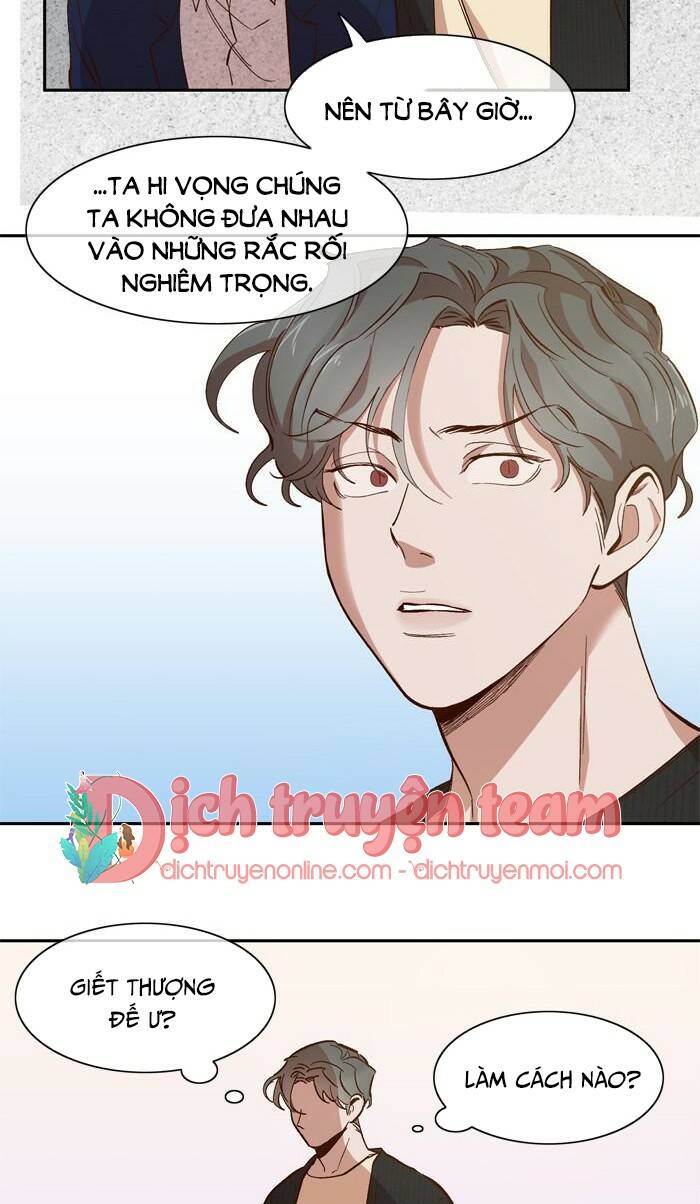 NÊN TỪ BÂY GIỜ...
...TA HI VỌNG CHÚNG
TA KHÔNG ĐƯA NHAU
VÀO NHỮNG RẮC RỐI
NGHIÊM TRỌNG.
Dịch truyện team
dichtruyenonline.com - dichtruyenmoi.com
GIẾT THƯỢNG
ĐẾ Ư?
LÀM CÁCH NÀO?